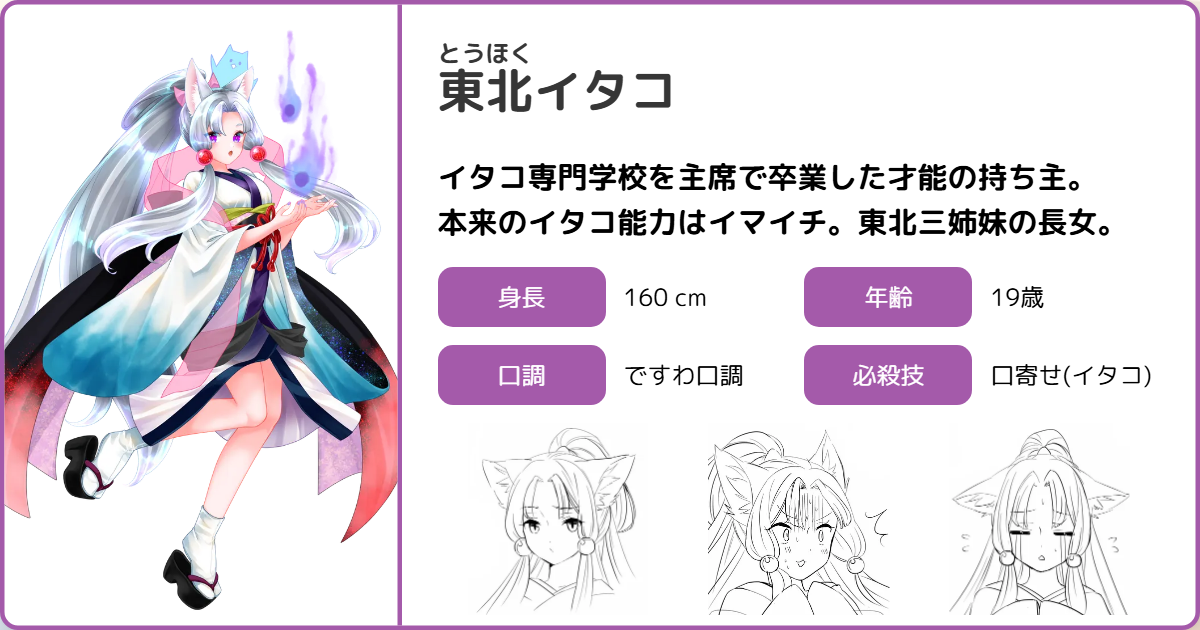 とうほく
東北イタコ
イタコ専門学校を主席で卒業した才能の持ち主。
本来のイタコ能力はイマイチ。東北三姉妹の長女。
身長 160 cm 年齢 19歳
口調 ですわ口調 必殺技 口寄せ(イタコ)